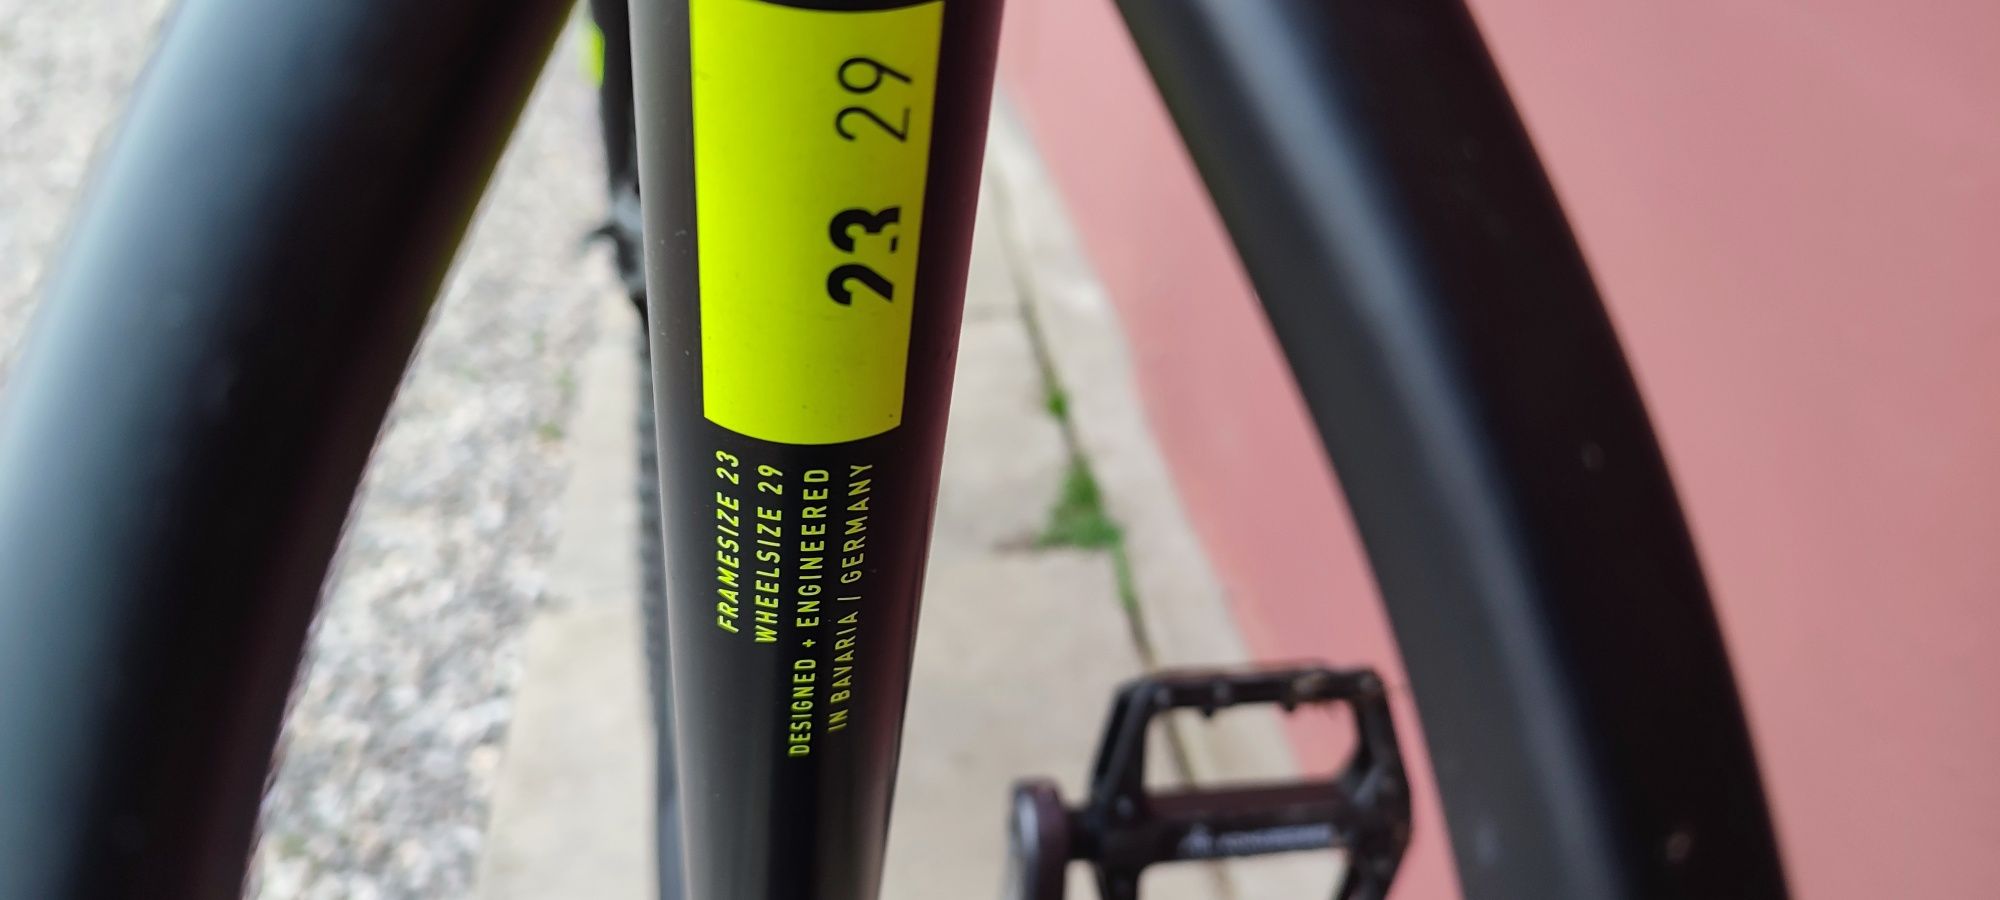 23 29
FRAMESIZE 23
WHEELSIZE 29
DESIGNED + ENGINEERED
IN BAVARIA / GERMANY